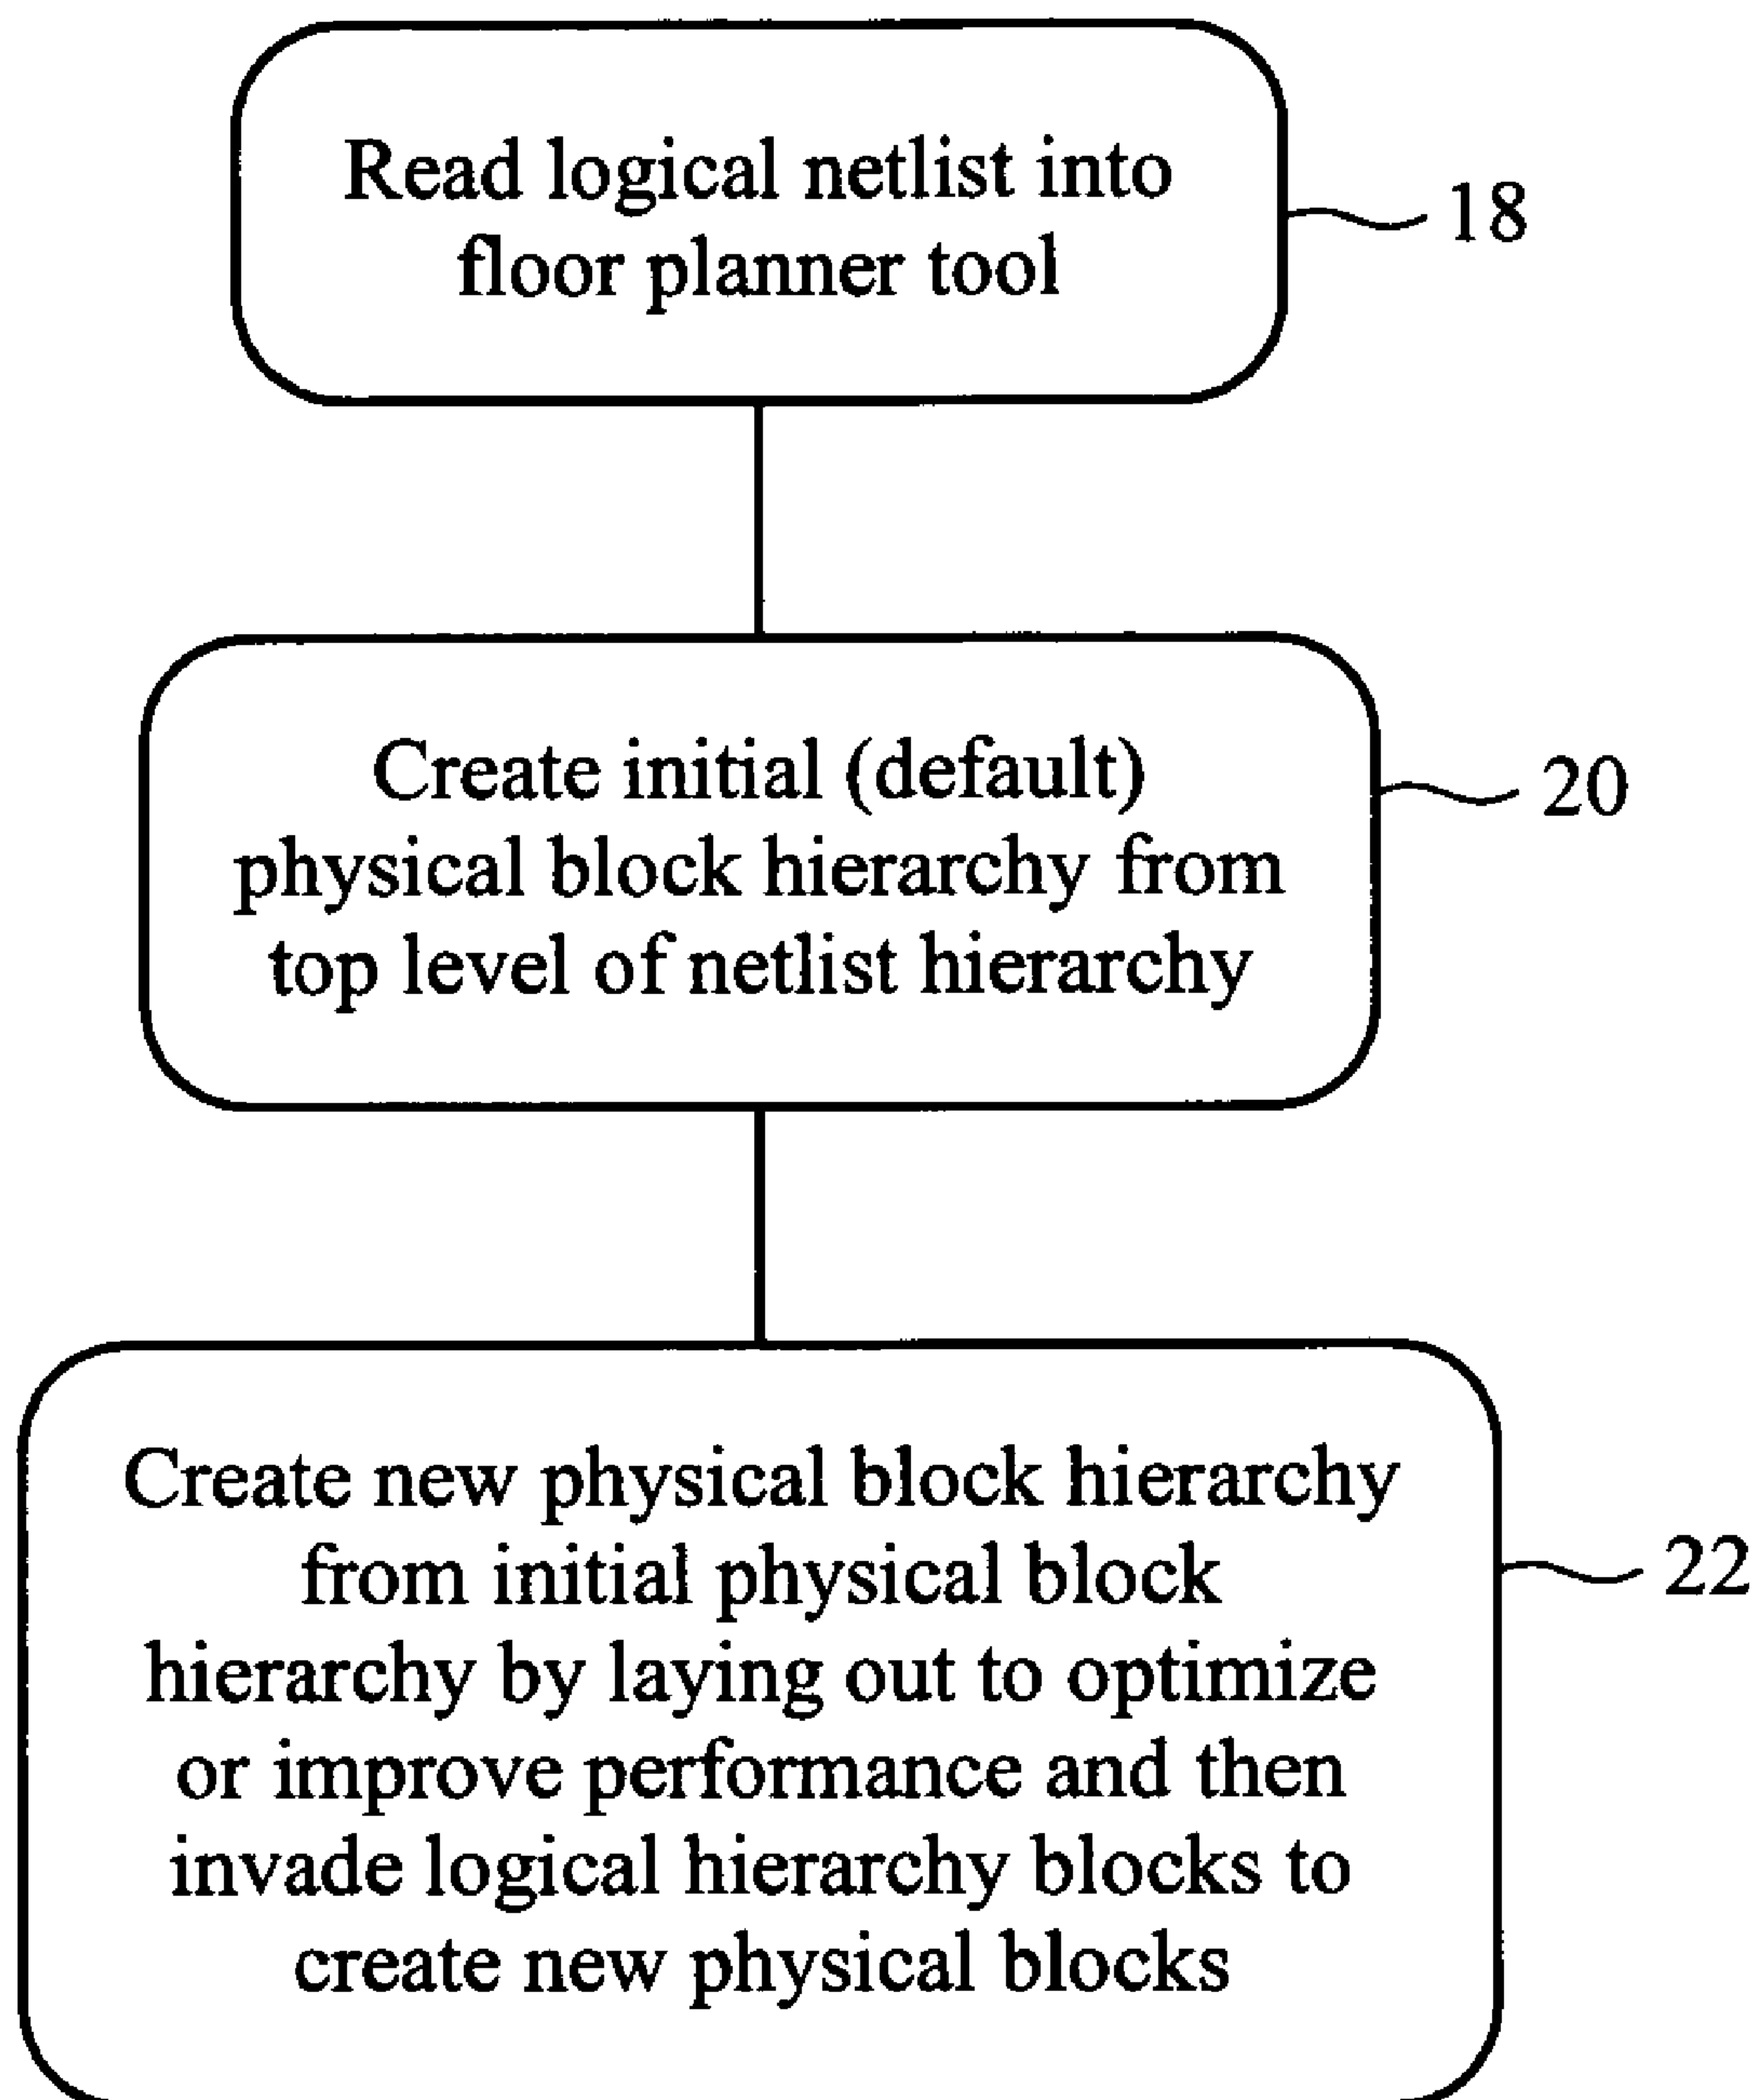 Read logical netlist into
floor planner tool
18
Create initial (default)
physical block hierarchy from
top level of netlist hierarchy
20
Create new physical block hierarchy
from initial physical block
hierarchy by laying out to optimize
or improve performance and then
invade logical hierarchy blocks to
create new physical blocks
22